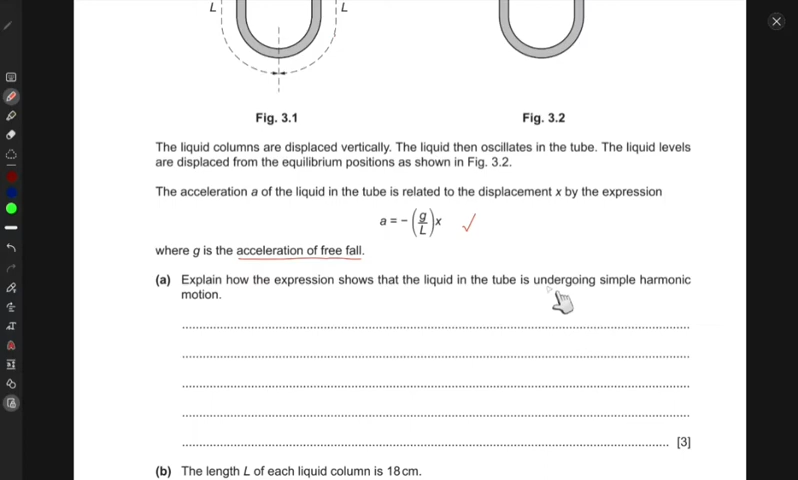 L
L
Fig. 3.1
Fig. 3.2
The liquid columns are displaced vertically. The liquid then oscillates in the tube. The liquid levels
are displaced from the equilibrium positions as shown in Fig. 3.2.
The acceleration a of the liquid in the tube is related to the displacement x by the expression
a = – (g/L)x
where g is the acceleration of free fall.
(a) Explain how the expression shows that the liquid in the tube is undergoing simple harmonic
motion.
[3]
(b) The length L of each liquid column is 18 cm.